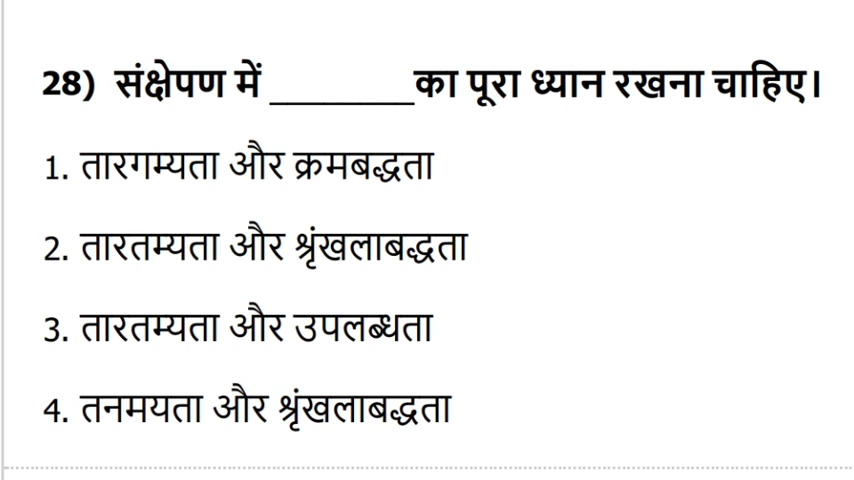 28) संक्षेपण में ________का पूरा ध्यान रखना चाहिए।
1. तारगम्यता और क्रमबद्धता
2. तारतम्यता और श्रृंखलाबद्धता
3. तारतम्यता और उपलब्धता
4. तनमयता और श्रृंखलाबद्धता